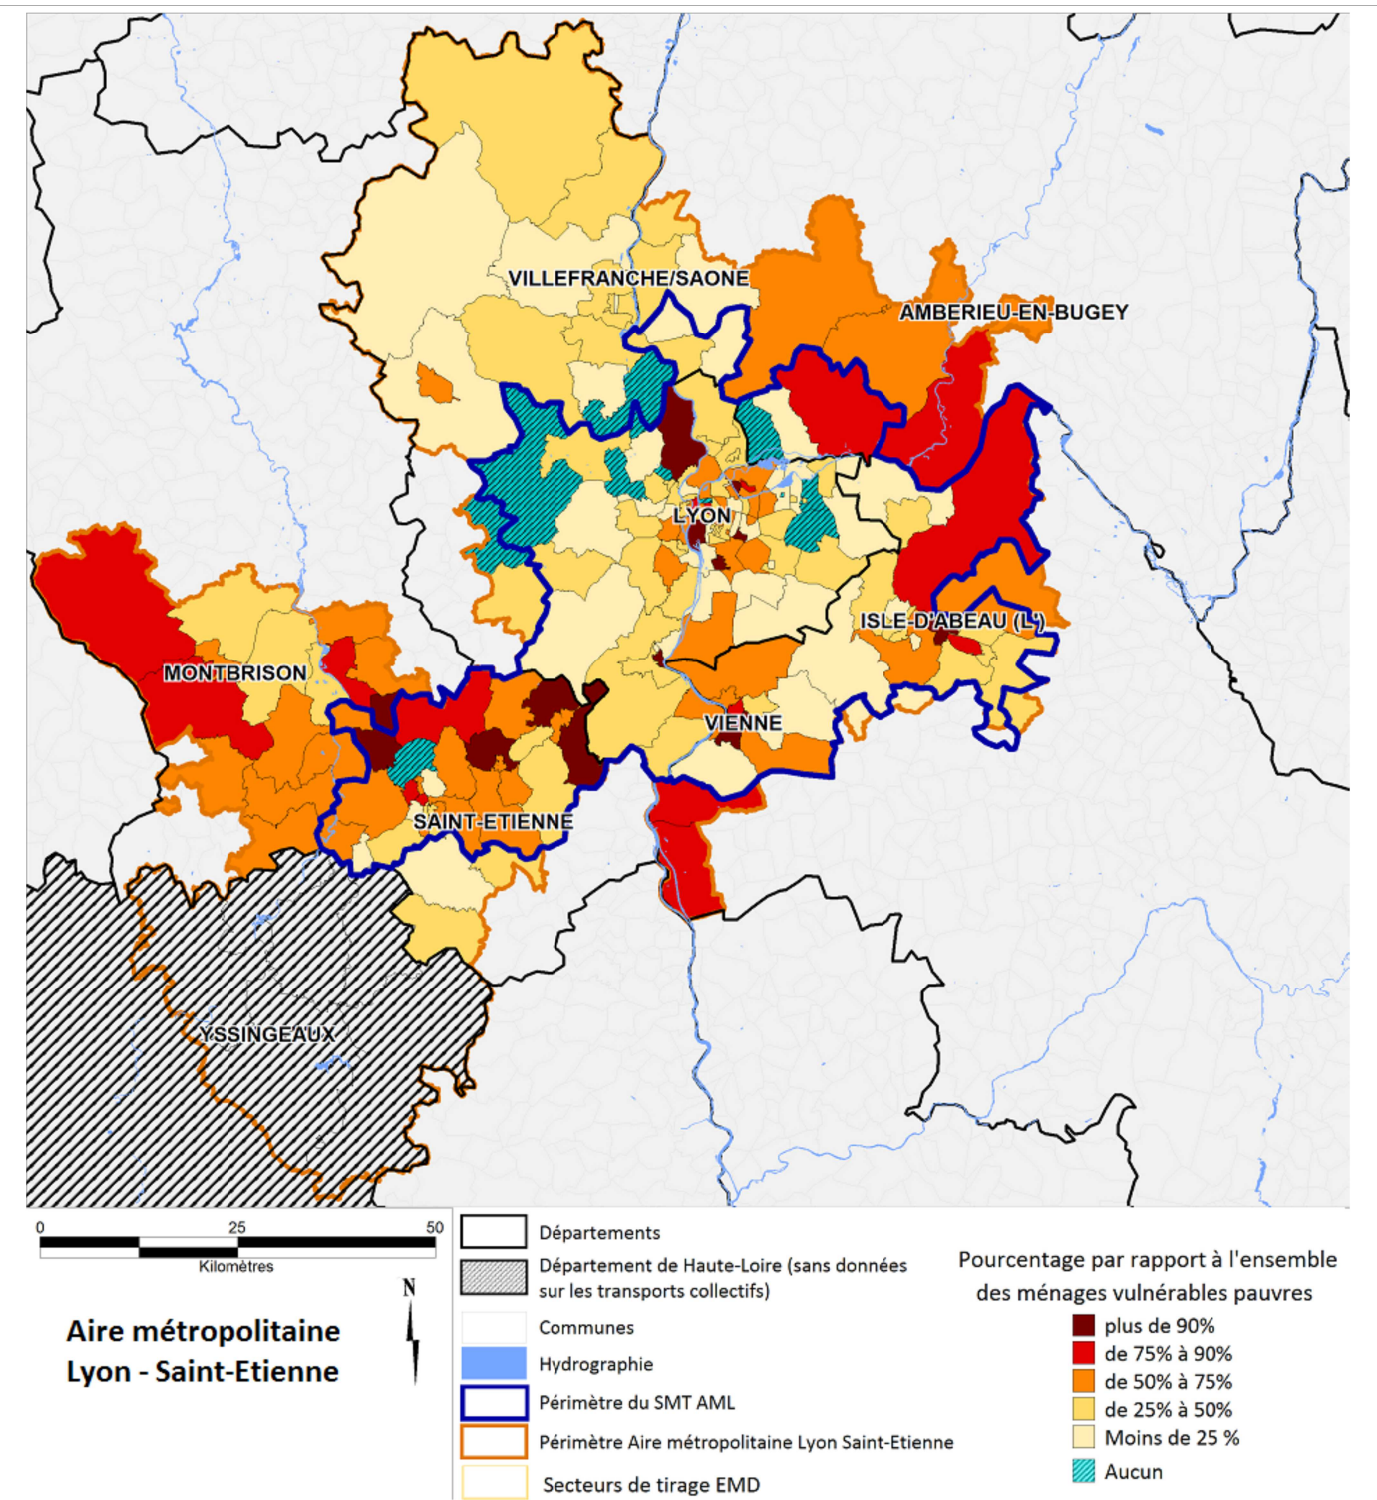 VILLEFRANCHE/SAONE
AMBERIEU-EN-BUGEY
LYON
ISLE-D'ABEAU (L')
MONTBRISON
VIENNE
SAINT-ETIENNE
YSSINGEAUX
0 25 50
Kilomètres
N
Aire métropolitaine
Lyon - Saint-Etienne
Départements
Département de Haute-Loire (sans données
sur les transports collectifs)
Communes
Hydrographie
Périmètre du SMT AML
Périmètre Aire métropolitaine Lyon Saint-Etienne
Secteurs de tirage EMD
Pourcentage par rapport à l'ensemble
des ménages vulnérables pauvres
plus de 90%
de 75% à 90%
de 50% à 75%
de 25% à 50%
Moins de 25 %
Aucun